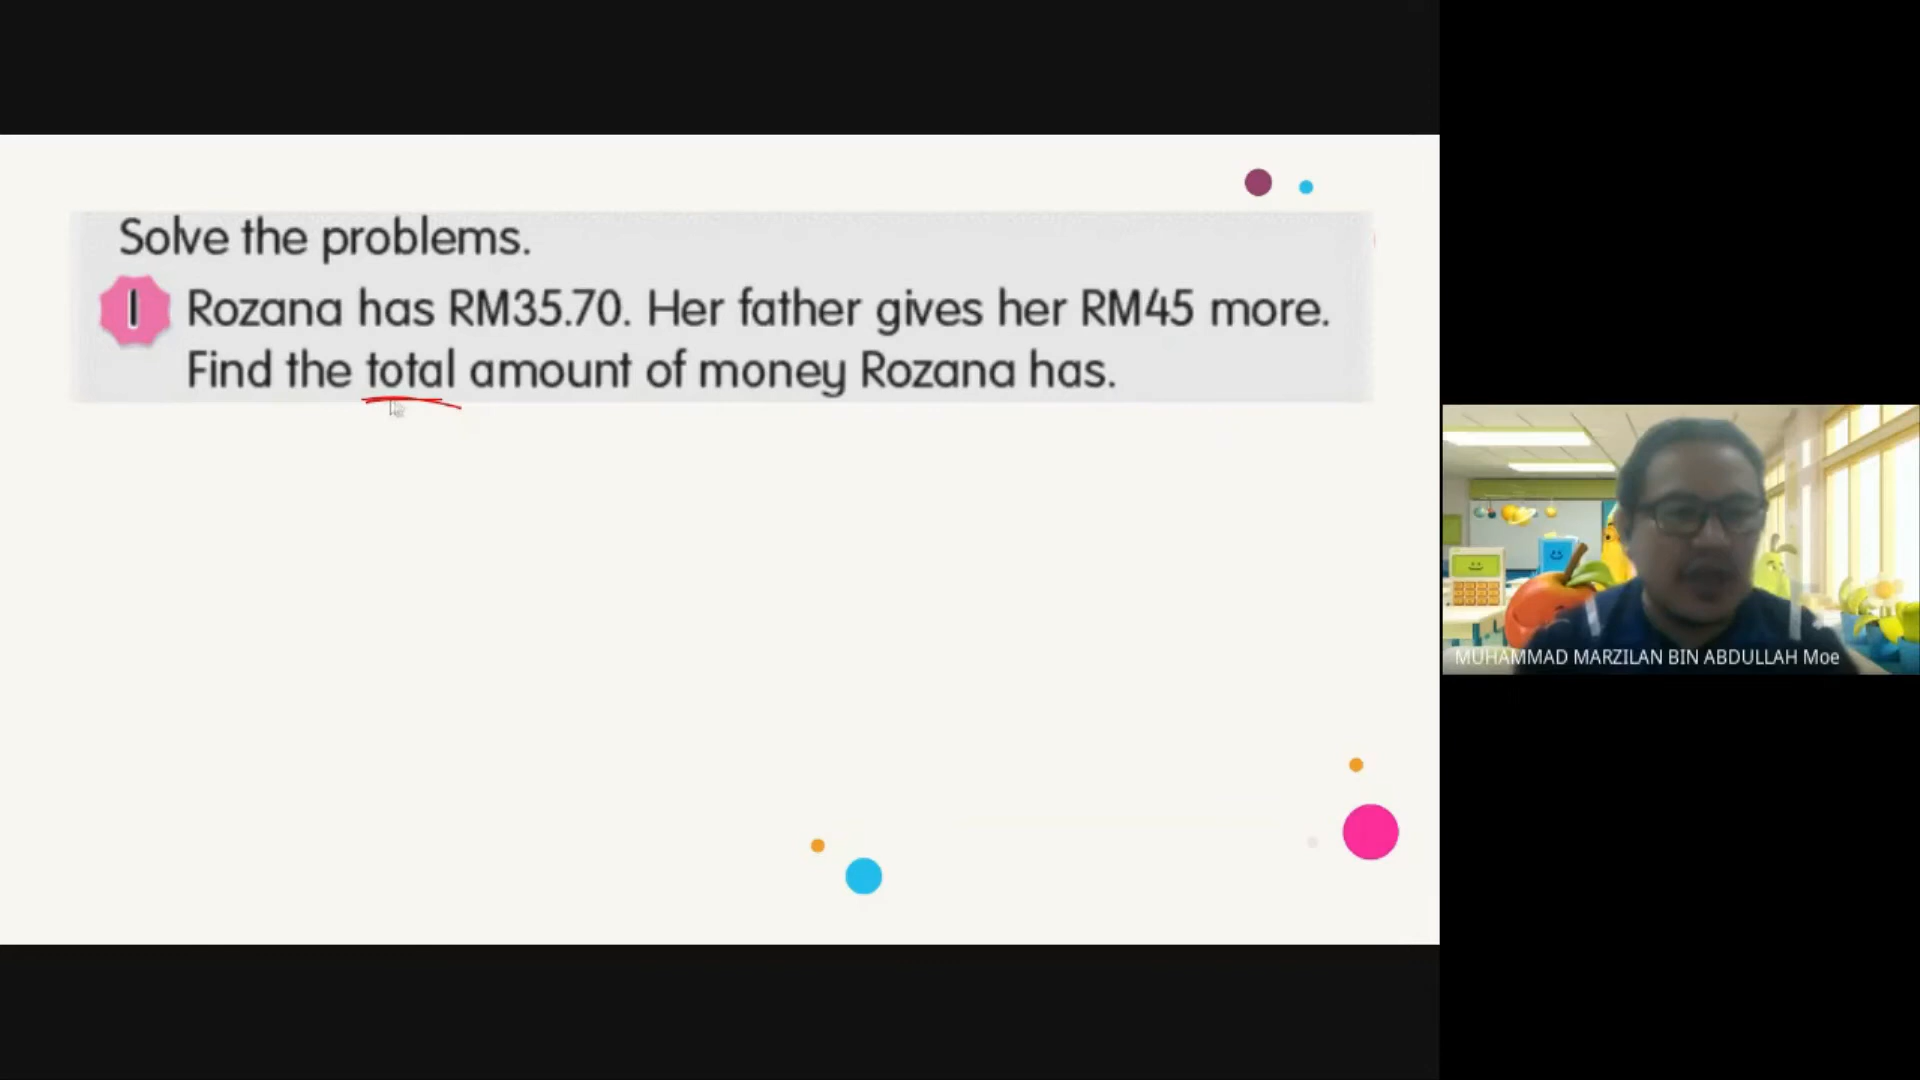 Solve the problems.
1 Rozana has RM35.70. Her father gives her RM45 more.
Find the total amount of money Rozana has.
MUHAMMAD MARZILAN BIN ABDULLAH Moe